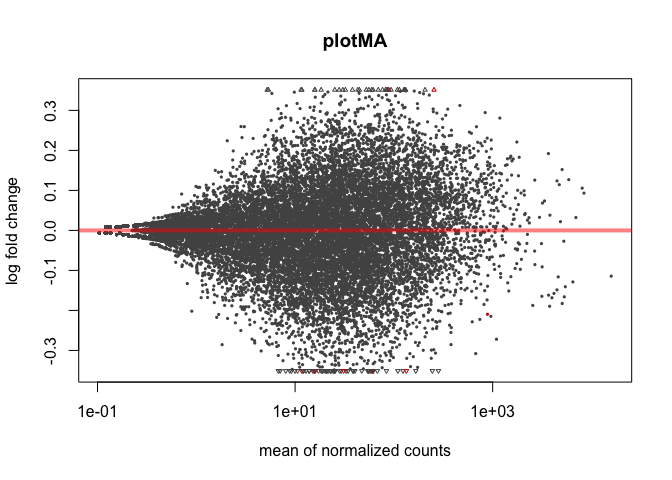 plotMA
log fold change
0.3
0.2
0.1
0.0
-0.1
-0.3
1e-01
1e+01
1e+03
mean of normalized counts